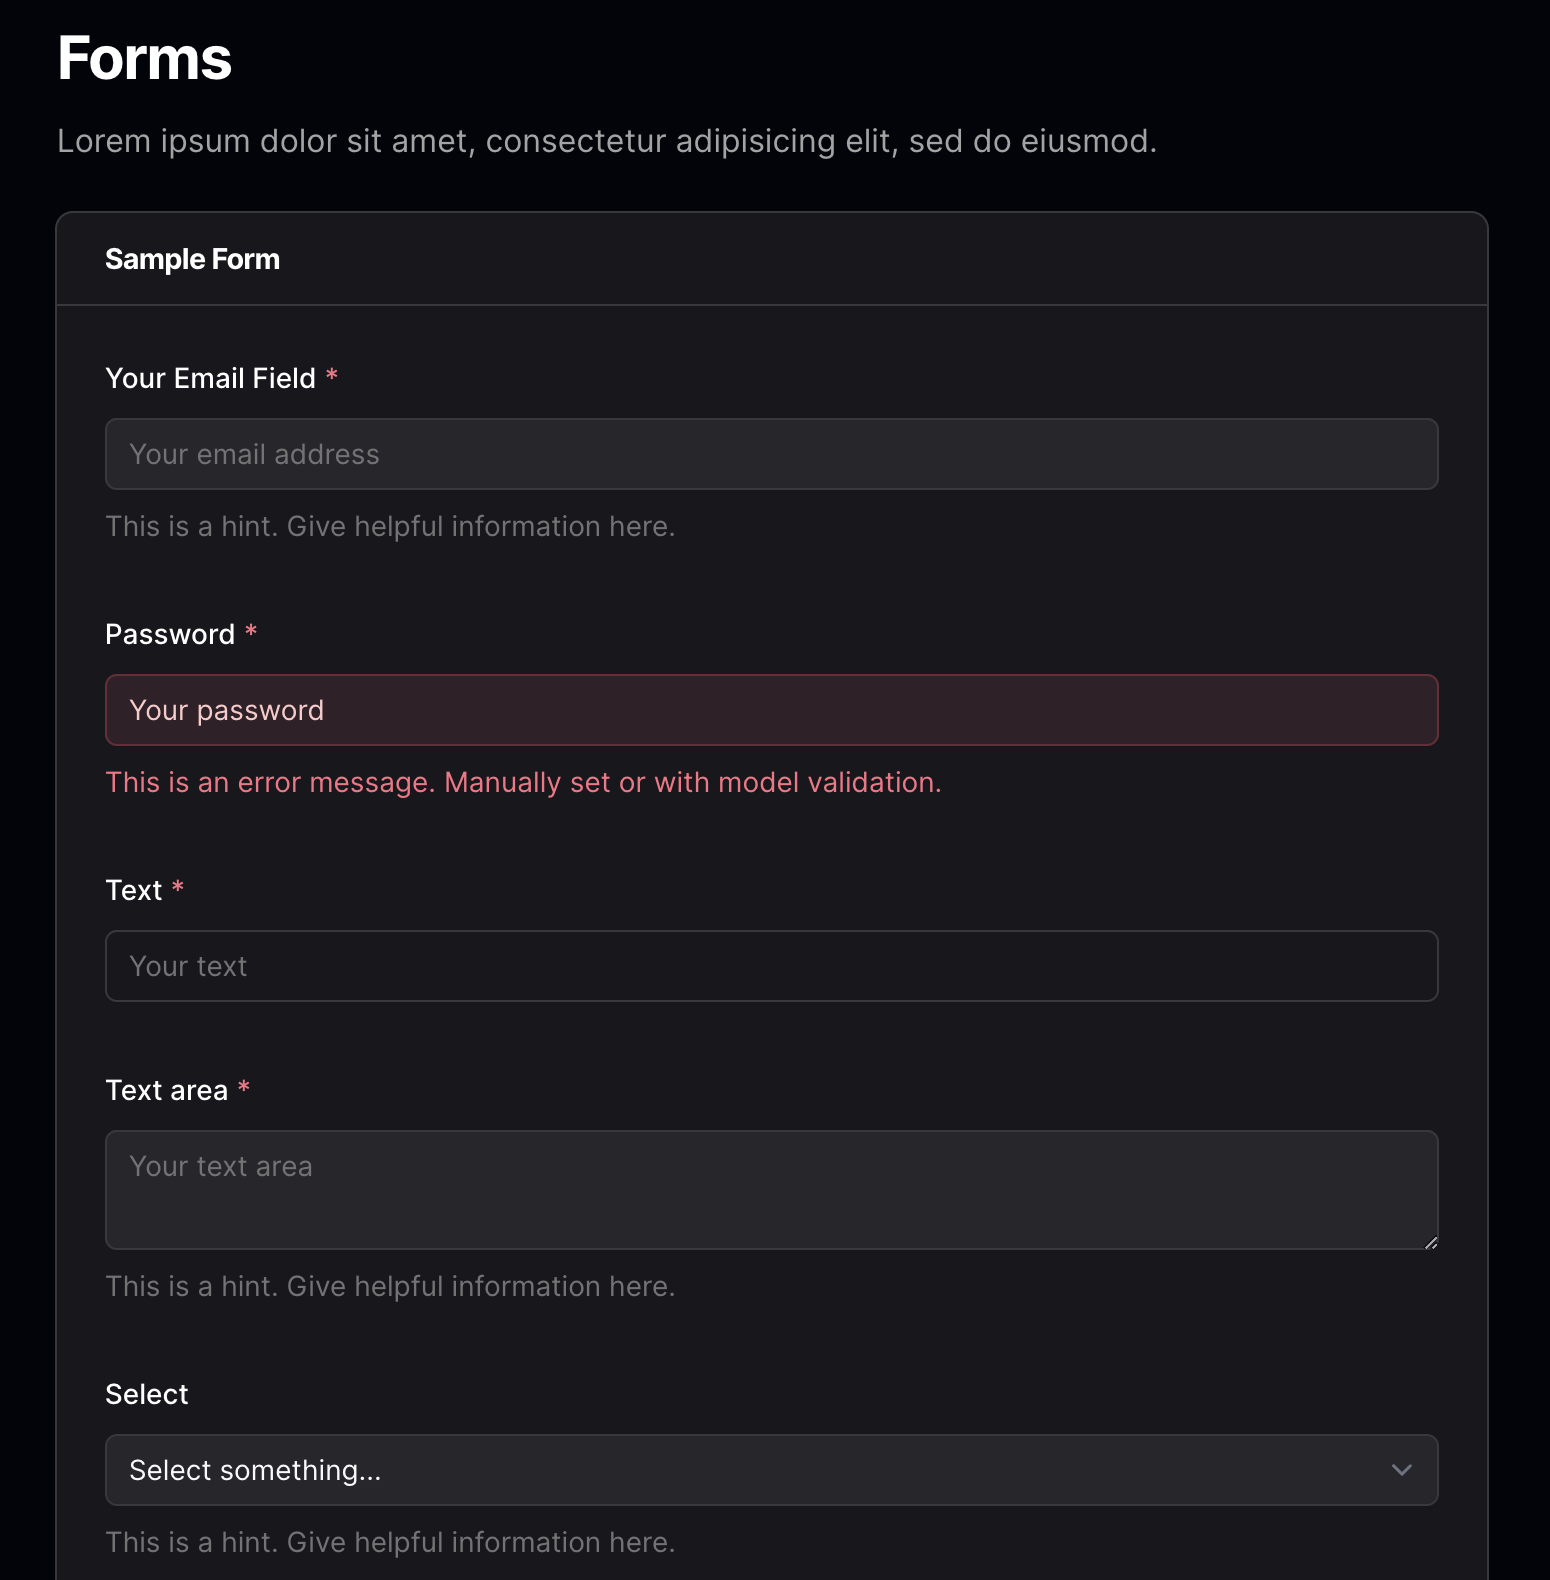 Forms
Lorem ipsum dolor sit amet, consectetur adipisicing elit, sed do eiusmod.
Sample Form
Your Email Field *
Your email address
This is a hint. Give helpful information here.
Password *
Your password
This is an error message. Manually set or with model validation.
Text *
Your text
Text area *
Your text area
This is a hint. Give helpful information here.
Select
Select something...
This is a hint. Give helpful information here.